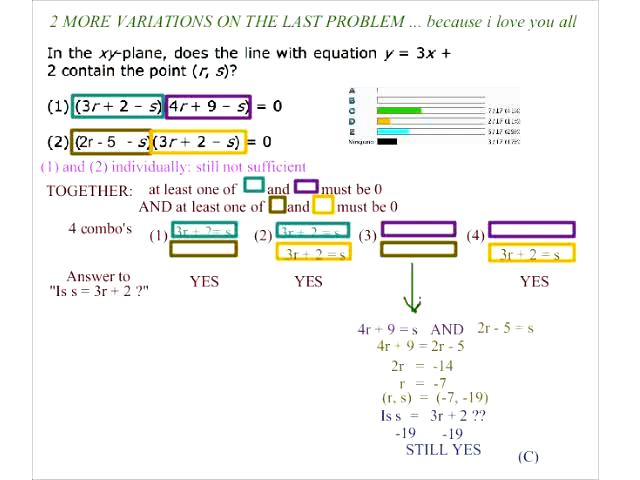 2 MORE VARIATIONS ON THE LAST PROBLEM ... because i love you all
In the xy-plane, does the line with equation y = 3x +
2 contain the point (r, s)?
(1) (3r + 2 - s)(4r + 9 - s) = 0
(2) (2r - 5 - s)(3r + 2 - s) = 0
A
B
C
D
E
Ninguno
(1) and (2) individually: still not sufficient
TOGETHER: at least one of and must be 0
AND at least one of and must be 0
4 combo's (1) 3r + 2 = s (2) 3r + 2 = s (3) (4)
3r + 2 = s 3r + 2 = s
Answer to
"Is s = 3r + 2 ?" YES YES YES
4r + 9 = s AND 2r - 5 = s
4r + 9 = 2r - 5
2r = -14
r = -7
(r, s) = (-7, -19)
Is s = 3r + 2 ??
-19 -19
STILL YES
(C)